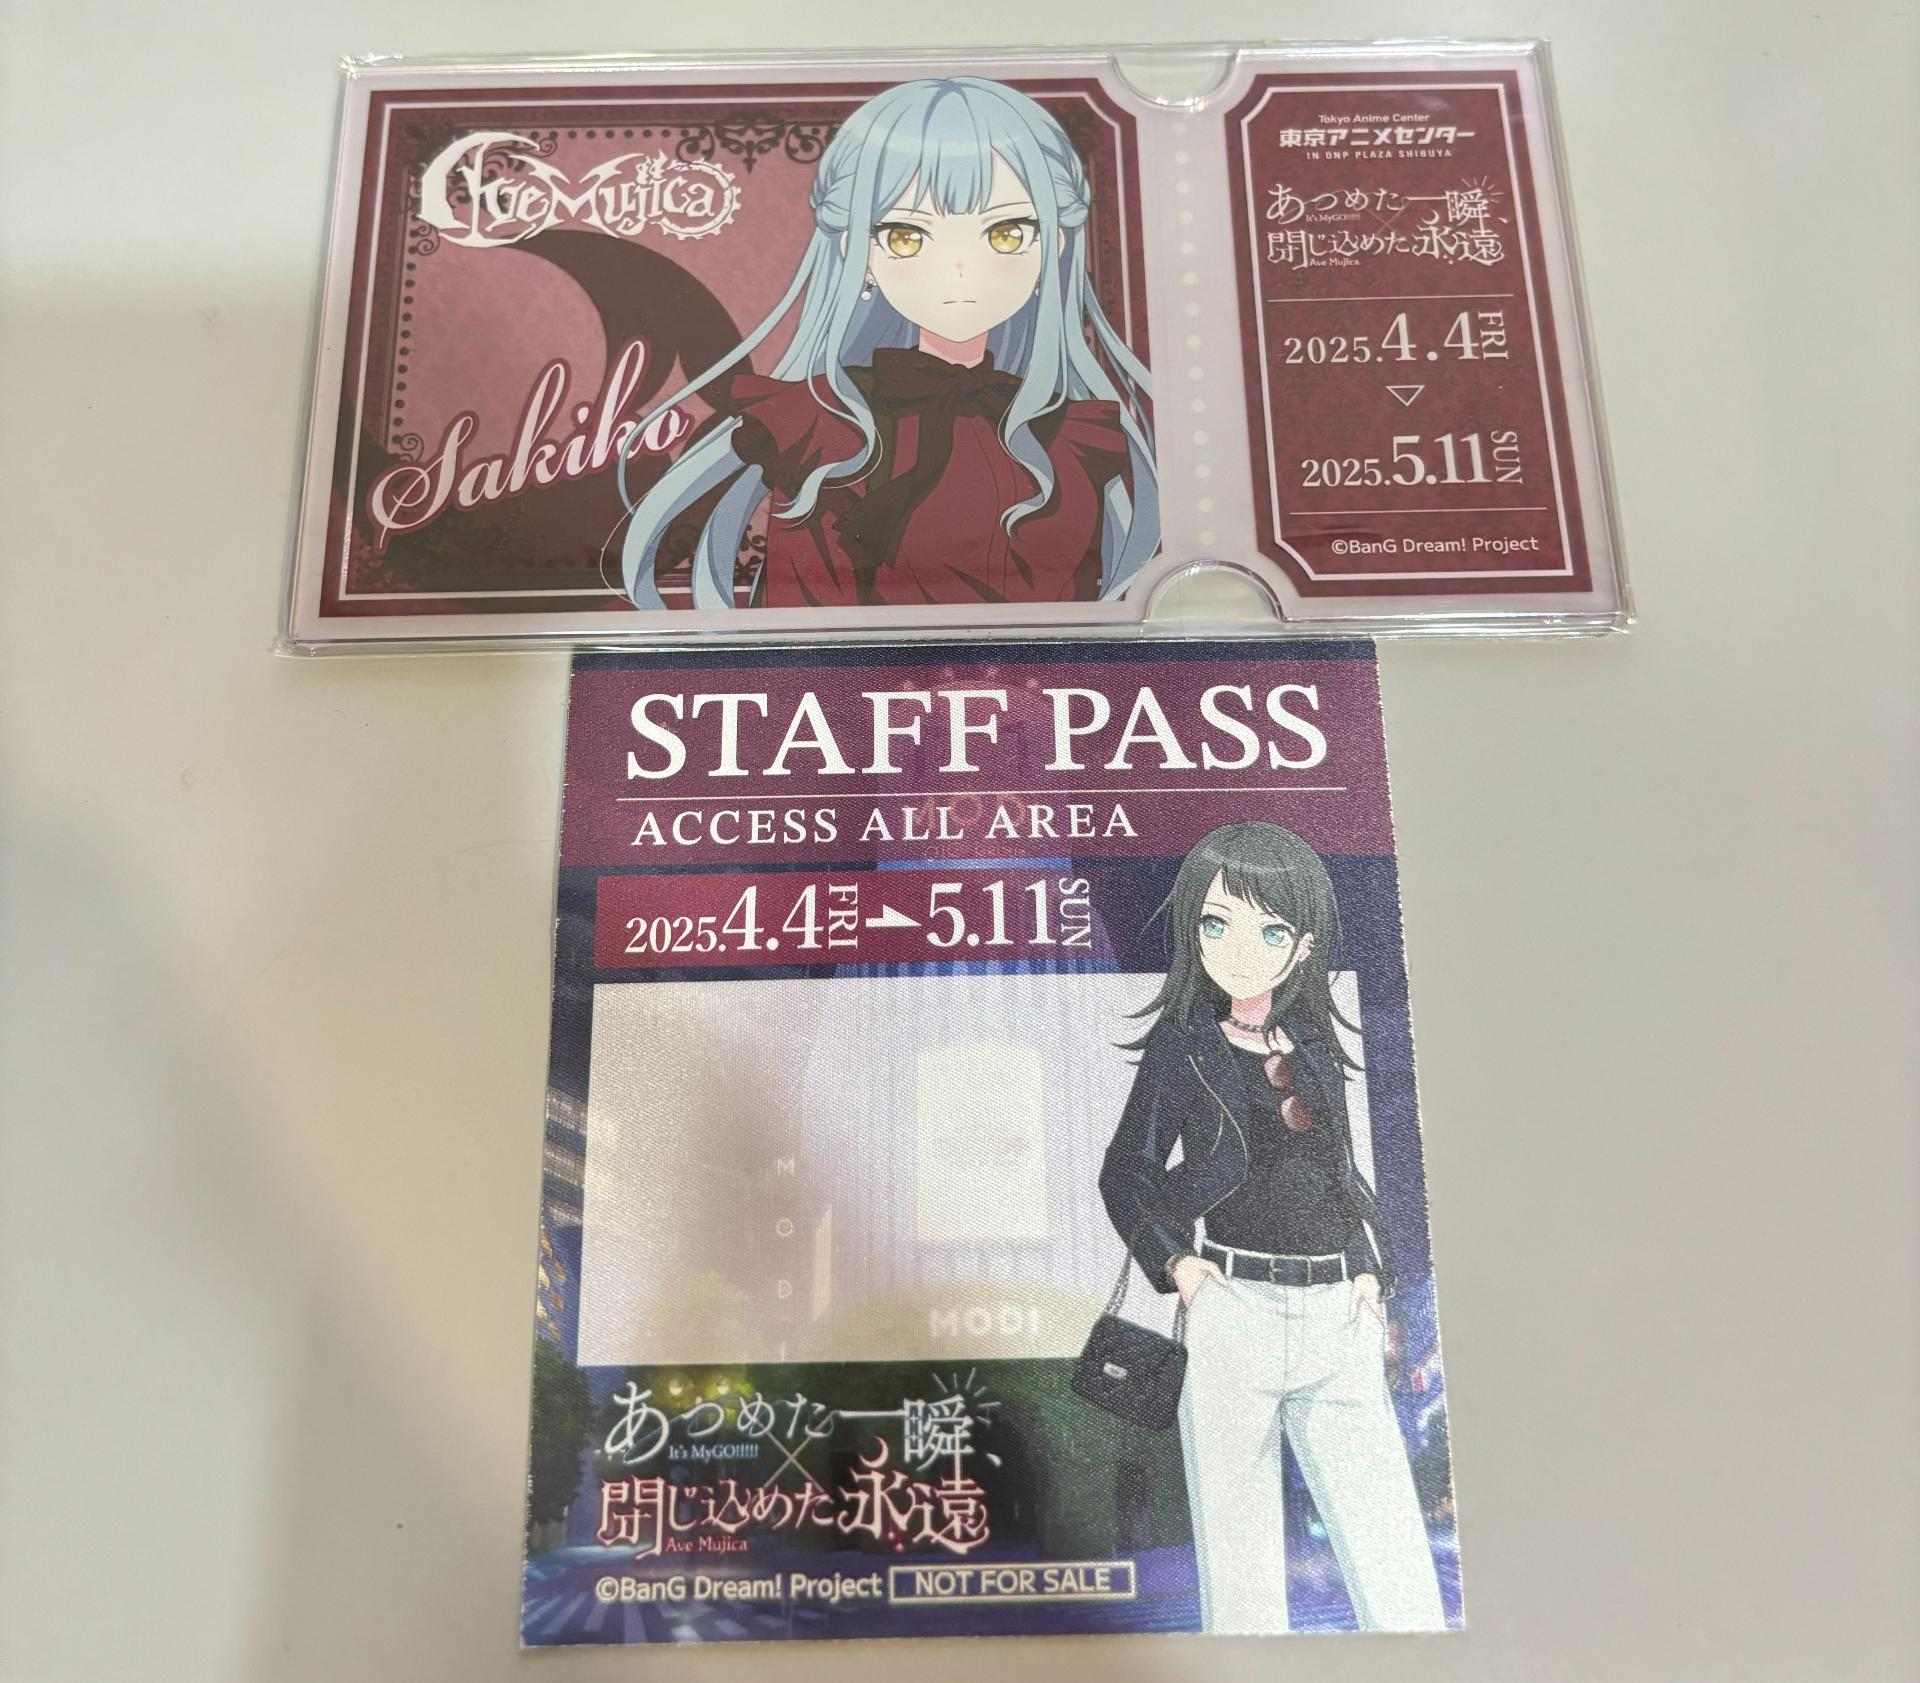 Ave Mujica
Sakiko
Tokyo Anime Center
東京アニメセンター
IN DNP PLAZA SHIBUYA
あつめた一瞬、
It's MyGO!!!!!
閉じ込めた永遠
Ave Mujica
2025.4.4 FRI
2025.5.11 SUN
©BanG Dream! Project
STAFF PASS
ACCESS ALL AREA
2025.4.4 FRI → 5.11 SUN
MODI
MODI
あつめた一瞬、
It's MyGO!!!!!
×
閉じ込めた永遠
Ave Mujica
©BanG Dream! Project NOT FOR SALE